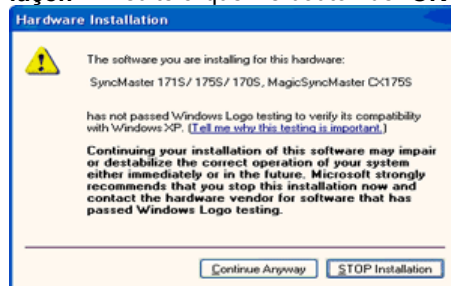 Hardware Installation
The software you are installing for this hardware:
SyncMaster 171S/ 175S/ 170S, MagicSyncMaster CX175S
has not passed Windows Logo testing to verify its compatibility
with Windows XP. (Tell me why this testing is important.)
Continuing your installation of this software may impair
or destabilize the correct operation of your system
either immediately or in the future. Microsoft strongly
recommends that you stop this installation now and
contact the hardware vendor for software that has
passed Windows Logo testing.
Continue Anyway STOP Installation